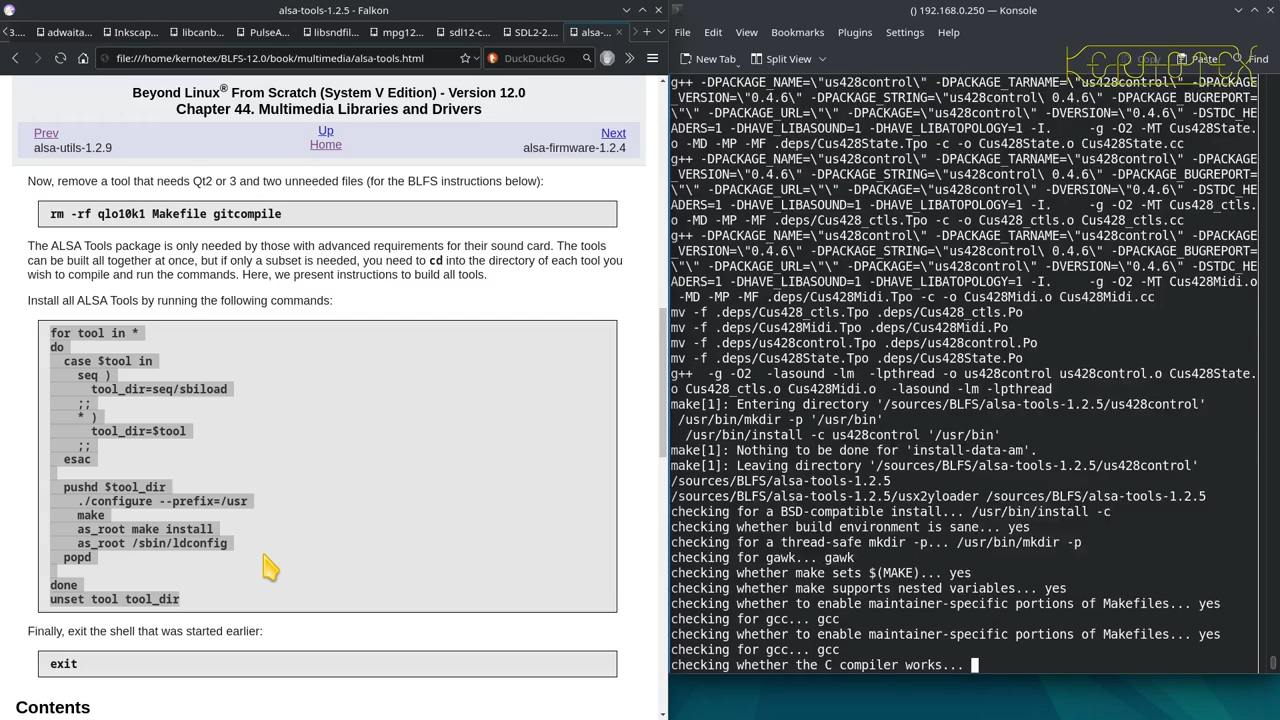 alsa-tools-1.2.5 - Falkon
3.... adwaita... Inkscap... libcanb... PulseA... libsndfil... mpg12... sdl12-c... SDL2-2.... alsa-...
file:///home/kernotex/BLFS-12.0/book/multimedia/alsa-tools.html
DuckDuckGo
Beyond Linux® From Scratch (System V Edition) - Version 12.0
Chapter 44. Multimedia Libraries and Drivers
Prev Up Next
alsa-utils-1.2.9 Home alsa-firmware-1.2.4
Now, remove a tool that needs Qt2 or 3 and two unneeded files (for the BLFS instructions below):
rm -rf qlo10k1 Makefile gitcompile
The ALSA Tools package is only needed by those with advanced requirements for their sound card. The tools
can be built all together at once, but if only a subset is needed, you need to cd into the directory of each tool you
wish to compile and run the commands. Here, we present instructions to build all tools.
Install all ALSA Tools by running the following commands:
for tool in *
do
case $tool in
seq )
tool_dir=seq/sbiload
;;
* )
tool_dir=$tool
;;
esac
pushd $tool_dir
./configure --prefix=/usr
make
as_root make install
as_root /sbin/ldconfig
popd
done
unset tool tool_dir
Finally, exit the shell that was started earlier:
exit
Contents
() 192.168.0.250 — Konsole
File Edit View Bookmarks Plugins Settings Help
New Tab Split View Copy Paste Find
KERNOTEX
g++ -DPACKAGE_NAME=\"us428control\" -DPACKAGE_TARNAME=\"us428control\" -DPACKAGE
_VERSION=\"0.4.6\" -DPACKAGE_STRING=\"us428control\ 0.4.6\" -DPACKAGE_BUGREPORT=
\"\" -DPACKAGE_URL=\"\" -DPACKAGE=\"us428control\" -DVERSION=\"0.4.6\" -DSTDC_HE
ADERS=1 -DHAVE_LIBASOUND=1 -DHAVE_LIBATOPOLOGY=1 -I. -g -O2 -MT Cus428State.
o -MD -MP -MF .deps/Cus428State.Tpo -c -o Cus428State.o Cus428State.cc
g++ -DPACKAGE_NAME=\"us428control\" -DPACKAGE_TARNAME=\"us428control\" -DPACKAGE
_VERSION=\"0.4.6\" -DPACKAGE_STRING=\"us428control\ 0.4.6\" -DPACKAGE_BUGREPORT=
\"\" -DPACKAGE_URL=\"\" -DPACKAGE=\"us428control\" -DVERSION=\"0.4.6\" -DSTDC_HE
ADERS=1 -DHAVE_LIBASOUND=1 -DHAVE_LIBATOPOLOGY=1 -I. -g -O2 -MT Cus428_ctls.
o -MD -MP -MF .deps/Cus428_ctls.Tpo -c -o Cus428_ctls.o Cus428_ctls.cc
g++ -DPACKAGE_NAME=\"us428control\" -DPACKAGE_TARNAME=\"us428control\" -DPACKAGE
_VERSION=\"0.4.6\" -DPACKAGE_STRING=\"us428control\ 0.4.6\" -DPACKAGE_BUGREPORT=
\"\" -DPACKAGE_URL=\"\" -DPACKAGE=\"us428control\" -DVERSION=\"0.4.6\" -DSTDC_HE
ADERS=1 -DHAVE_LIBASOUND=1 -DHAVE_LIBATOPOLOGY=1 -I. -g -O2 -MT Cus428Midi.o
-MD -MP -MF .deps/Cus428Midi.Tpo -c -o Cus428Midi.o Cus428Midi.cc
mv -f .deps/Cus428_ctls.Tpo .deps/Cus428_ctls.Po
mv -f .deps/Cus428Midi.Tpo .deps/Cus428Midi.Po
mv -f .deps/us428control.Tpo .deps/us428control.Po
mv -f .deps/Cus428State.Tpo .deps/Cus428State.Po
g++ -g -O2 -lasound -lm -lpthread -o us428control us428control.o Cus428State.
o Cus428_ctls.o Cus428Midi.o -lasound -lm -lpthread
make[1]: Entering directory '/sources/BLFS/alsa-tools-1.2.5/us428control'
/usr/bin/mkdir -p '/usr/bin'
/usr/bin/install -c us428control '/usr/bin'
make[1]: Nothing to be done for 'install-data-am'.
make[1]: Leaving directory '/sources/BLFS/alsa-tools-1.2.5/us428control'
/sources/BLFS/alsa-tools-1.2.5
/sources/BLFS/alsa-tools-1.2.5/usx2yloader /sources/BLFS/alsa-tools-1.2.5
checking for a BSD-compatible install... /usr/bin/install -c
checking whether build environment is sane... yes
checking for a thread-safe mkdir -p... /usr/bin/mkdir -p
checking for gawk... gawk
checking whether make sets $(MAKE)... yes
checking whether make supports nested variables... yes
checking whether to enable maintainer-specific portions of Makefiles... yes
checking for gcc... gcc
checking whether to enable maintainer-specific portions of Makefiles... yes
checking for gcc... gcc
checking whether the C compiler works...